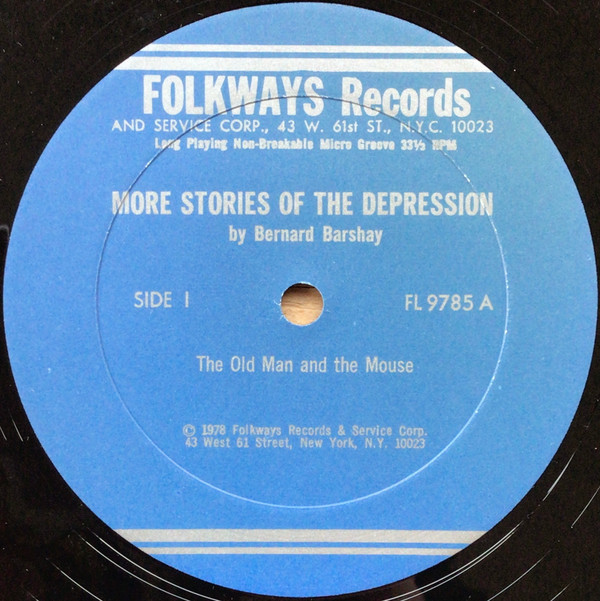 FOLKWAYS Records
AND SERVICE CORP., 43 W. 61st ST., N.Y.C. 10023
Long Playing Non-Breakable Micro Groove 33⅓ RPM
MORE STORIES OF THE DEPRESSION
by Bernard Barshay
SIDE 1 FL 9785 A
The Old Man and the Mouse
© 1978 Folkways Records & Service Corp.
43 West 61 Street, New York, N.Y. 10023